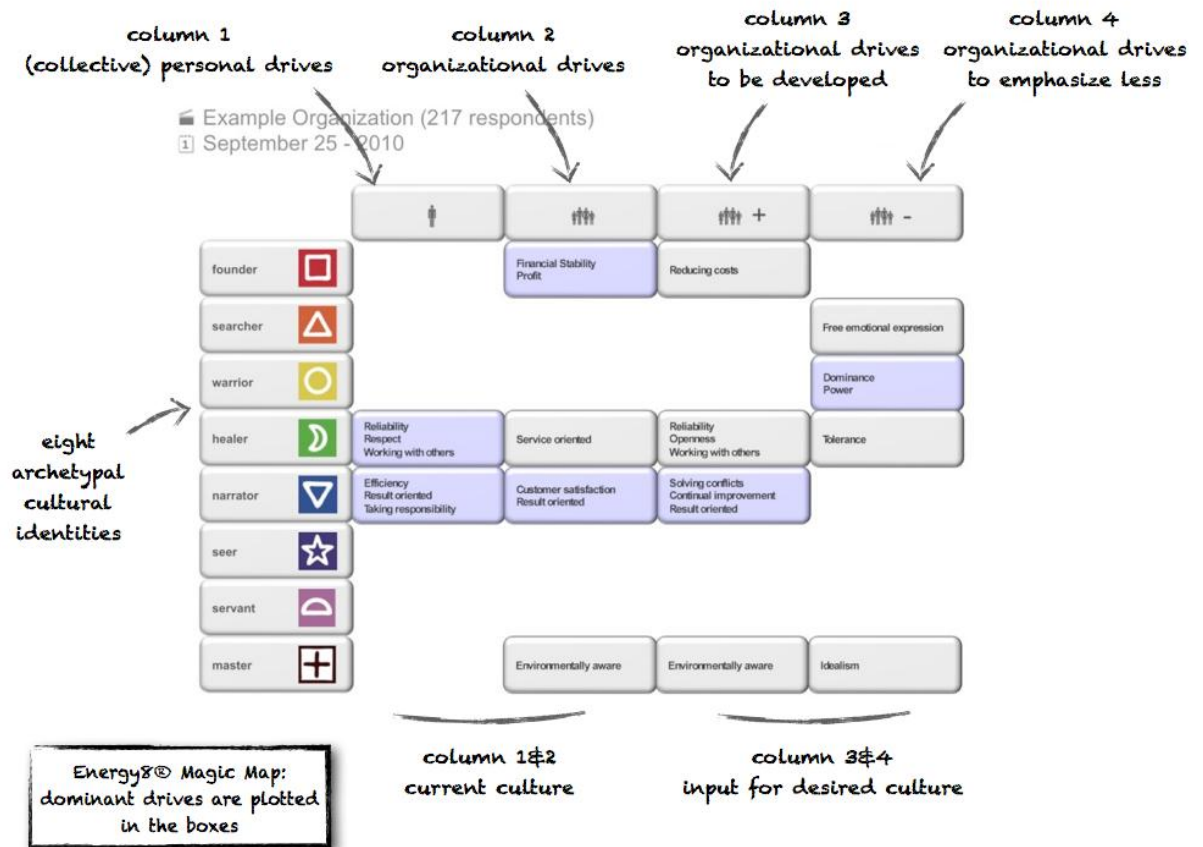 column 1
(collective) personal drives
column 2
organizational drives
column 3
organizational drives
to be developed
column 4
organizational drives
to emphasize less
Example Organization (217 respondents)
1 September 25 - 2010
+
-
founder
Financial Stability
Profit
Reducing costs
searcher
Free emotional expression
warrior
Dominance
Power
healer
Reliability
Respect
Working with others
Service oriented
Reliability
Openness
Working with others
Tolerance
narrator
Efficiency
Result oriented
Taking responsibility
Customer satisfaction
Result oriented
Solving conflicts
Continual improvement
Result oriented
seer
servant
master
Environmentally aware
Environmentally aware
Idealism
eight
archetypal
cultural
identities
column 1&2
current culture
column 3&4
input for desired culture
Energy8® Magic Map:
dominant drives are plotted
in the boxes